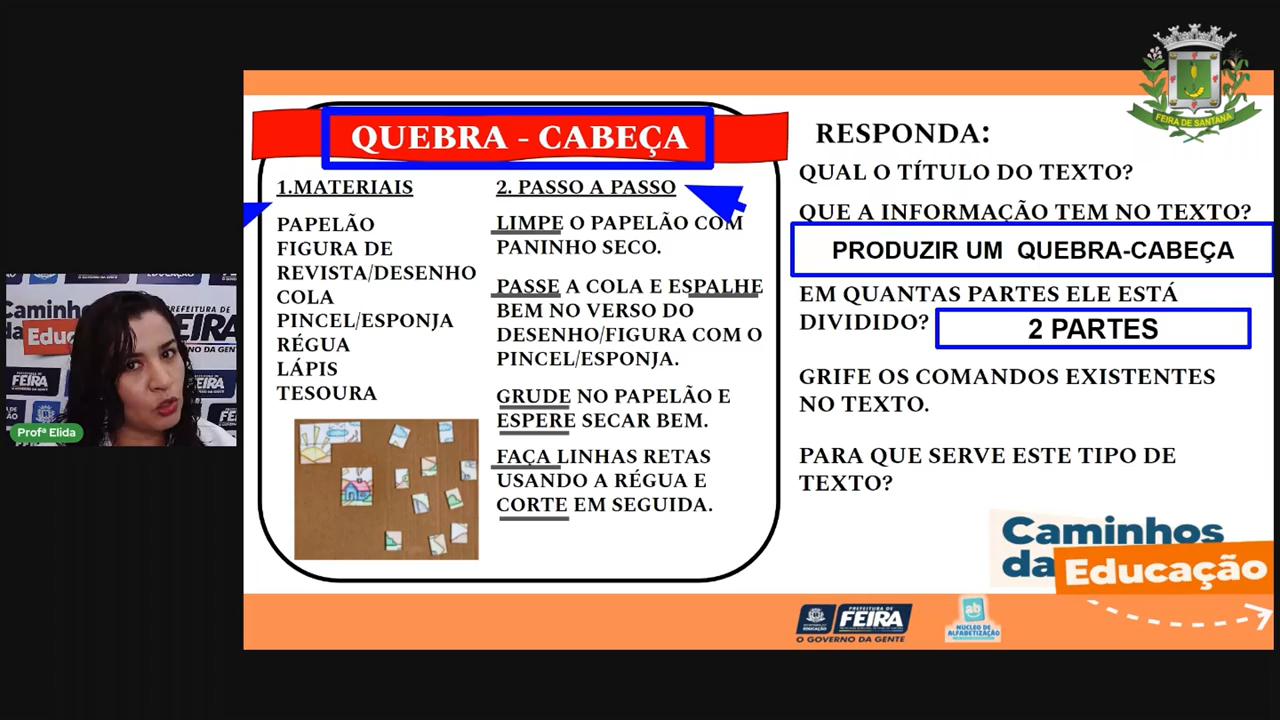 FEIRA DE SANTANA
QUEBRA - CABEÇA
1.MATERIAIS
PAPELÃO
FIGURA DE
REVISTA/DESENHO
COLA
PINCEL/ESPONJA
RÉGUA
LÁPIS
TESOURA
2. PASSO A PASSO
LIMPE O PAPELÃO COM
PANINHO SECO.
PASSE A COLA E ESPALHE
BEM NO VERSO DO
DESENHO/FIGURA COM O
PINCEL/ESPONJA.
GRUDE NO PAPELÃO E
ESPERE SECAR BEM.
FAÇA LINHAS RETAS
USANDO A RÉGUA E
CORTE EM SEGUIDA.
RESPONDA:
QUAL O TÍTULO DO TEXTO?
QUE A INFORMAÇÃO TEM NO TEXTO?
PRODUZIR UM QUEBRA-CABEÇA
EM QUANTAS PARTES ELE ESTÁ
DIVIDIDO?
2 PARTES
GRIFE OS COMANDOS EXISTENTES
NO TEXTO.
PARA QUE SERVE ESTE TIPO DE
TEXTO?
Caminhos
da Educação
PREFEITURA DE
FEIRA
O GOVERNO DA GENTE
ab
NÚCLEO DE
ALFABETIZAÇÃO
Profª Elida